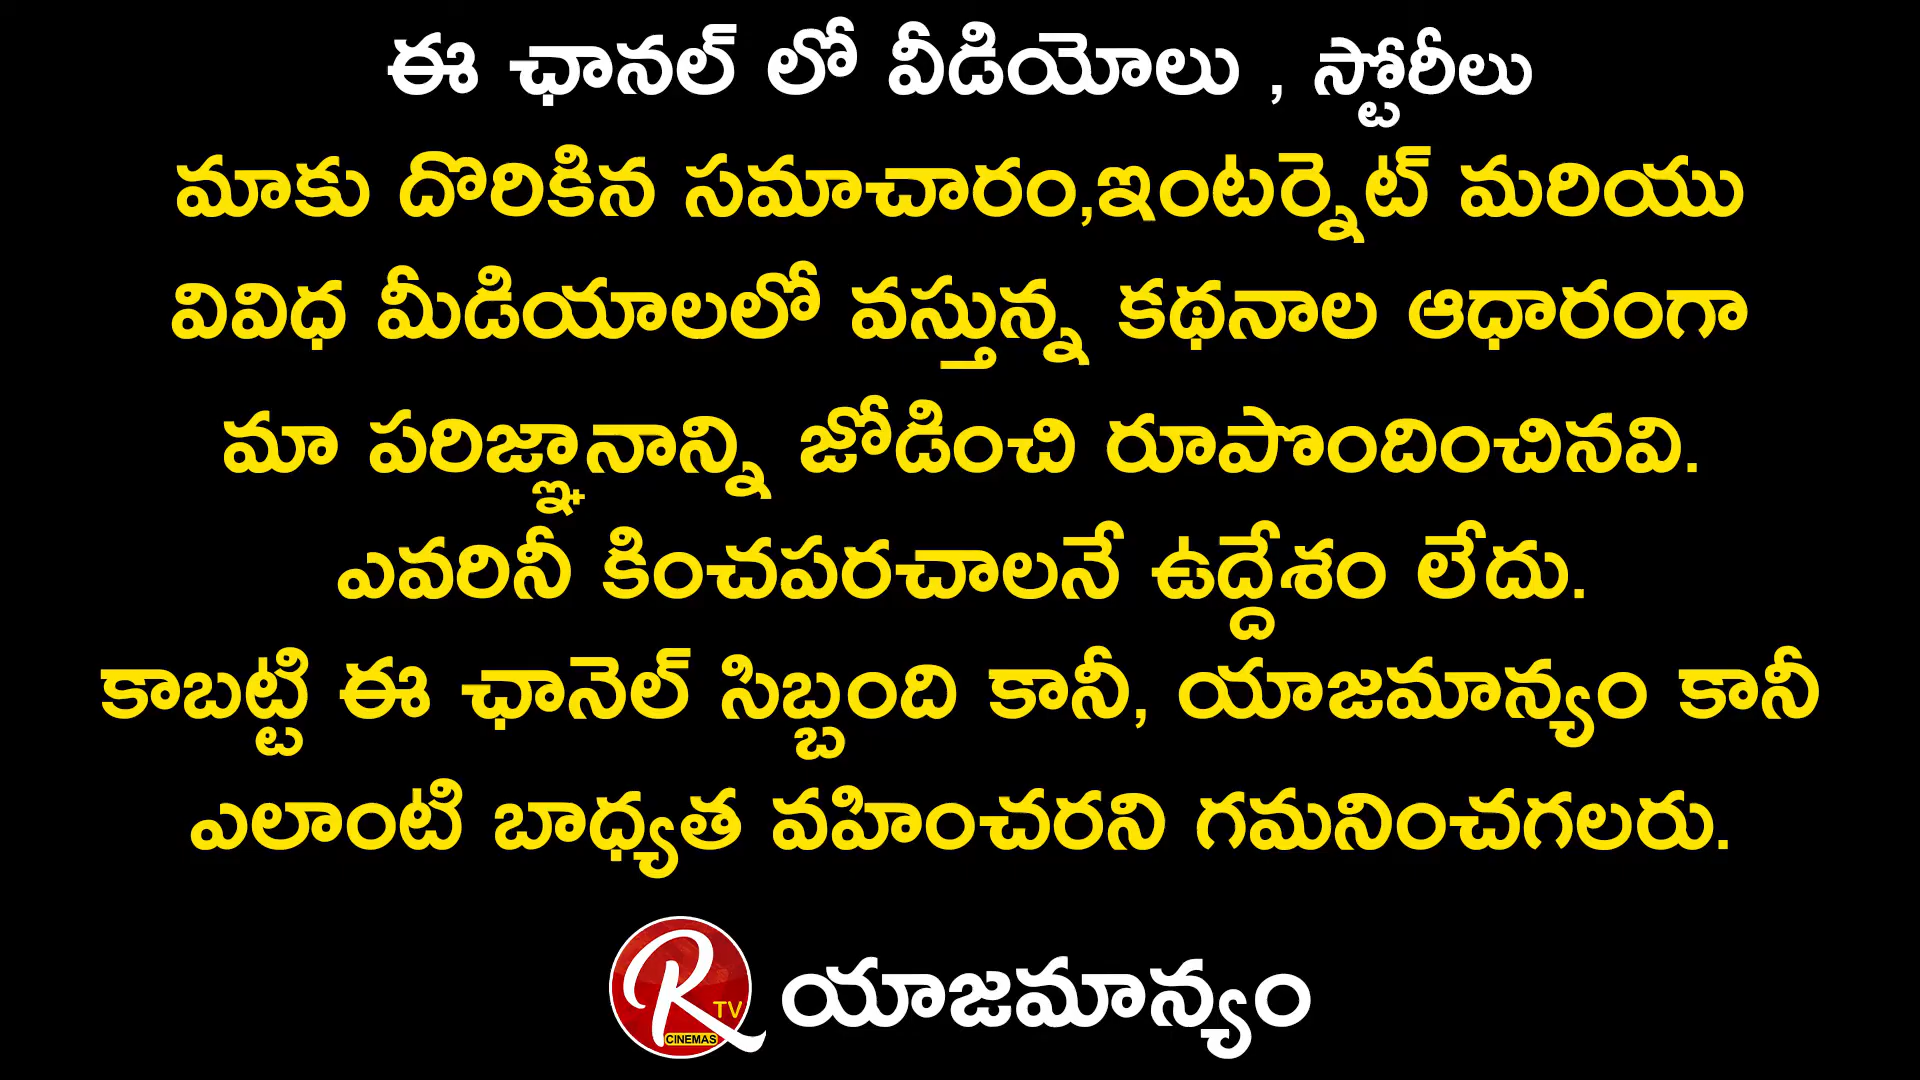 ఈ ఛానల్ లో వీడియోలు , స్టోరీలు
మాకు దొరికిన సమాచారం,ఇంటర్నెట్ మరియు
వివిధ మీడియాలలో వస్తున్న కథనాల ఆధారంగా
మా పరిజ్ఞానాన్ని జోడించి రూపొందించినవి.
ఎవరినీ కించపరచాలనే ఉద్దేశం లేదు.
కాబట్టి ఈ ఛానెల్ సిబ్బంది కానీ, యాజమాన్యం కానీ
ఎలాంటి బాధ్యత వహించరని గమనించగలరు.
R TV CINEMAS యాజమాన్యం